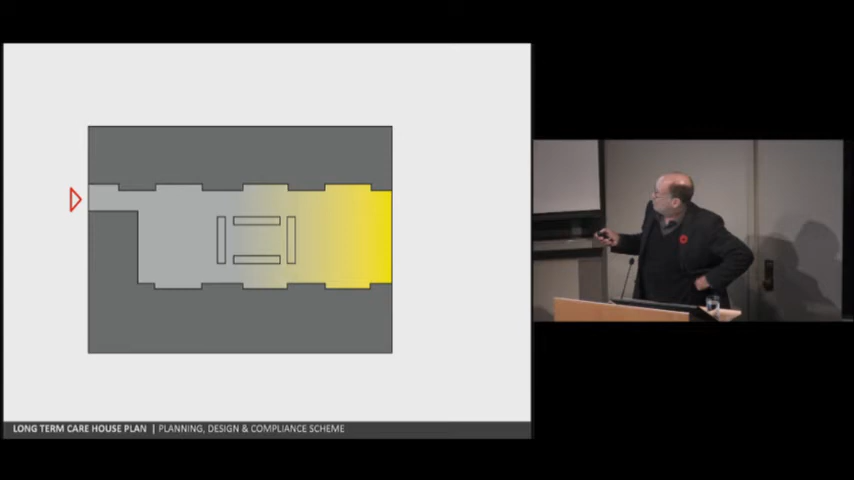 LONG TERM CARE HOUSE PLAN | PLANNING, DESIGN & COMPLIANCE SCHEME